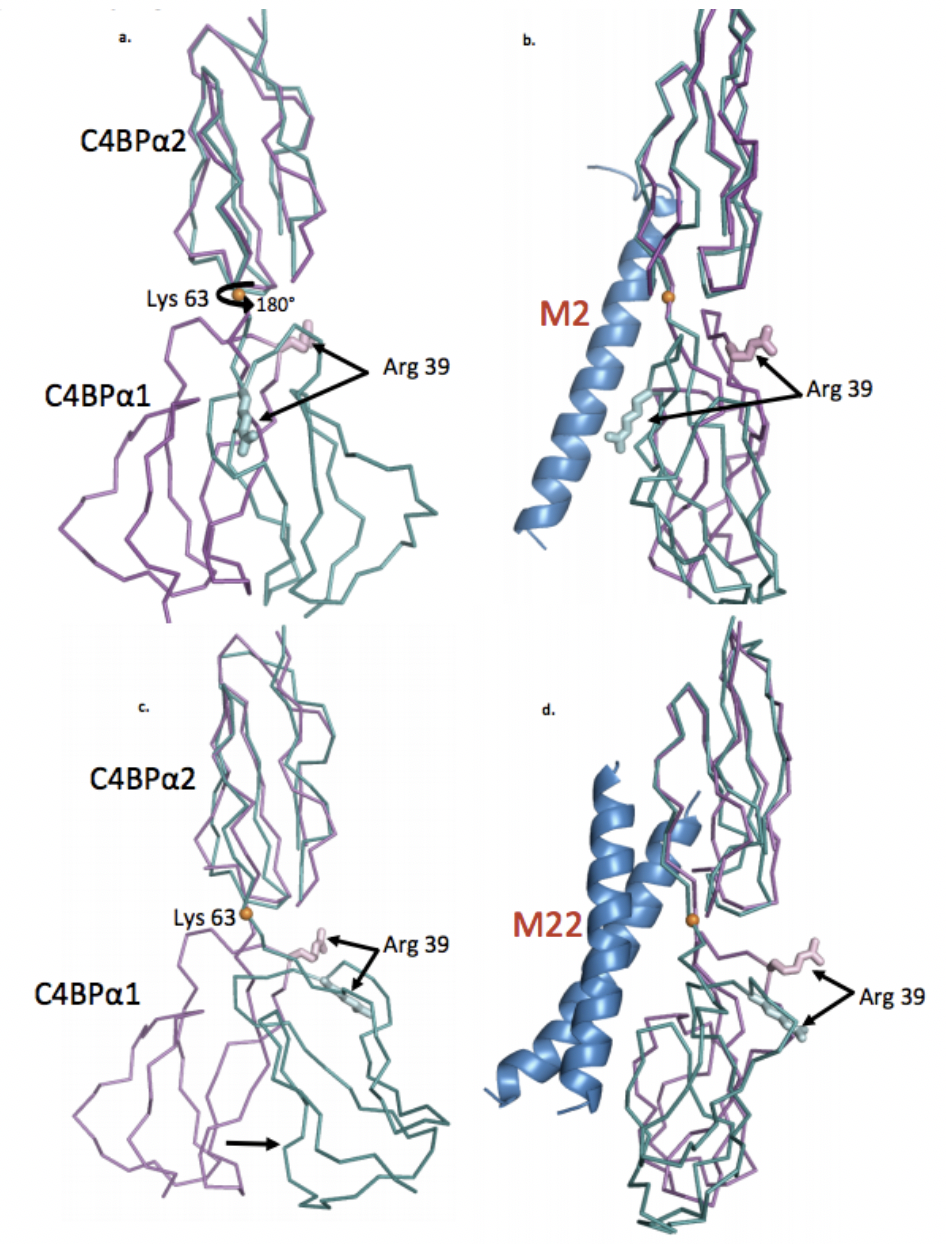 a.
b.
C4BPα2
Lys 63
180°
M2
Arg 39
Arg 39
C4BPα1
c.
d.
C4BPα2
M22
Lys 63
Arg 39
C4BPα1
Arg 39